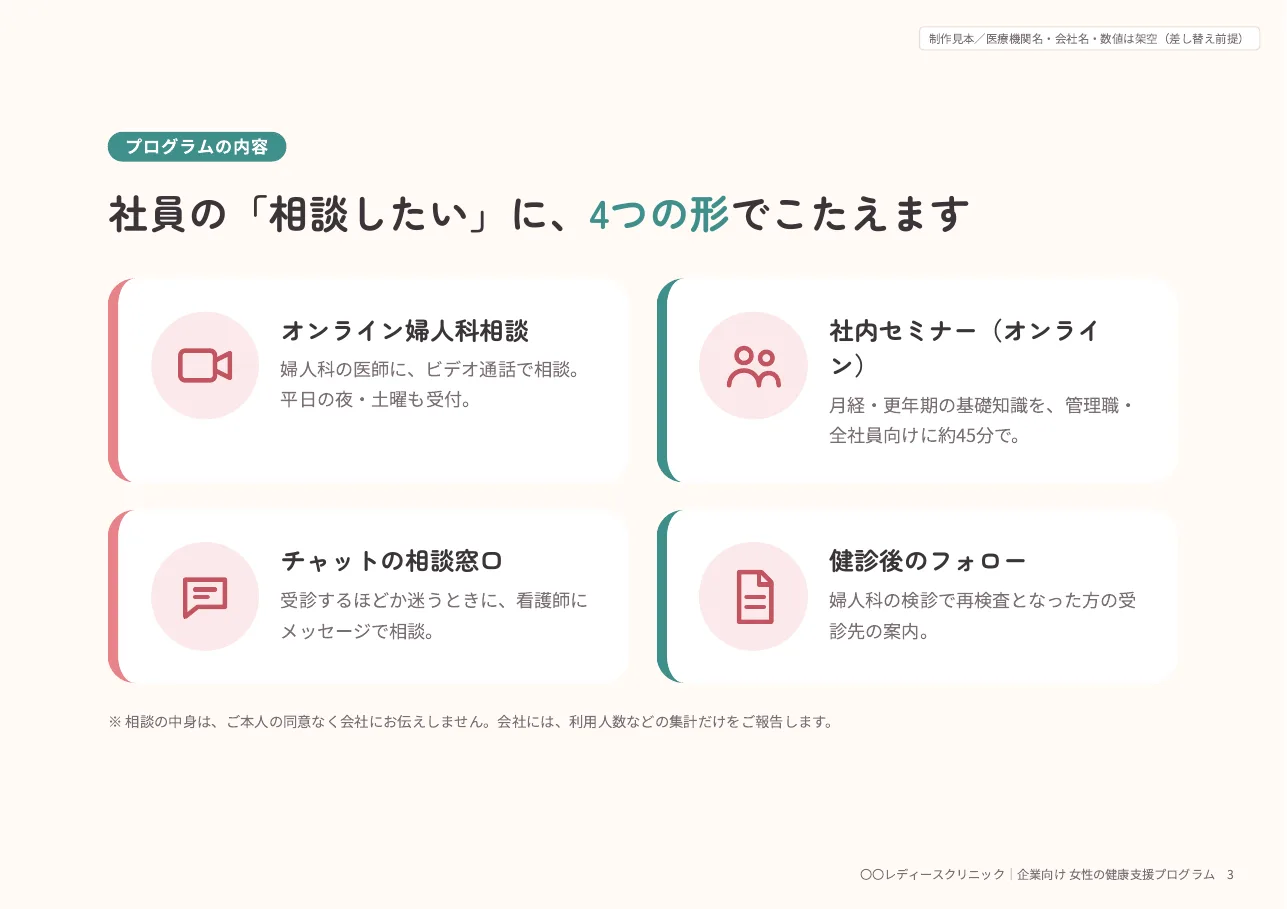 制作見本／医療機関名・会社名・数値は架空（差し替え前提）
プログラムの内容
社員の「相談したい」に、4つの形でこたえます
オンライン婦人科相談
婦人科の医師に、ビデオ通話で相談。
平日の夜・土曜も受付。
社内セミナー（オンライ
ン）
月経・更年期の基礎知識を、管理職・
全社員向けに約45分で。
チャットの相談窓口
受診するほどか迷うときに、看護師に
メッセージで相談。
健診後のフォロー
婦人科の検診で再検査となった方の受
診先の案内。
※ 相談の中身は、ご本人の同意なく会社にお伝えしません。会社には、利用人数などの集計だけをご報告します。
〇〇レディースクリニック｜企業向け 女性の健康支援プログラム 3